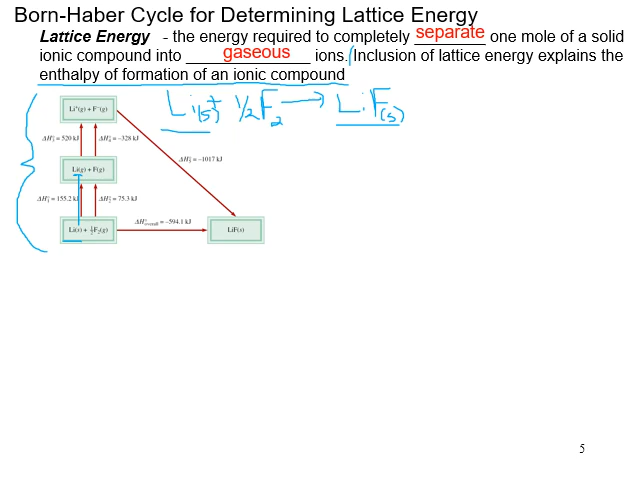 Born-Haber Cycle for Determining Lattice Energy
Lattice Energy - the energy required to completely separate one mole of a solid
ionic compound into gaseous ions. Inclusion of lattice energy explains the
enthalpy of formation of an ionic compound
Li(s) + 1/2 F2 → LiF(s)
Li⁺(g) + F⁻(g)
ΔH°3 = 520 kJ
ΔH°4 = −328 kJ
ΔH°5 = −1017 kJ
Li(g) + F(g)
ΔH°1 = 155.2 kJ
ΔH°2 = 75.3 kJ
ΔH°overall = −594.1 kJ
Li(s) + ½F₂(g)
LiF(s)
5